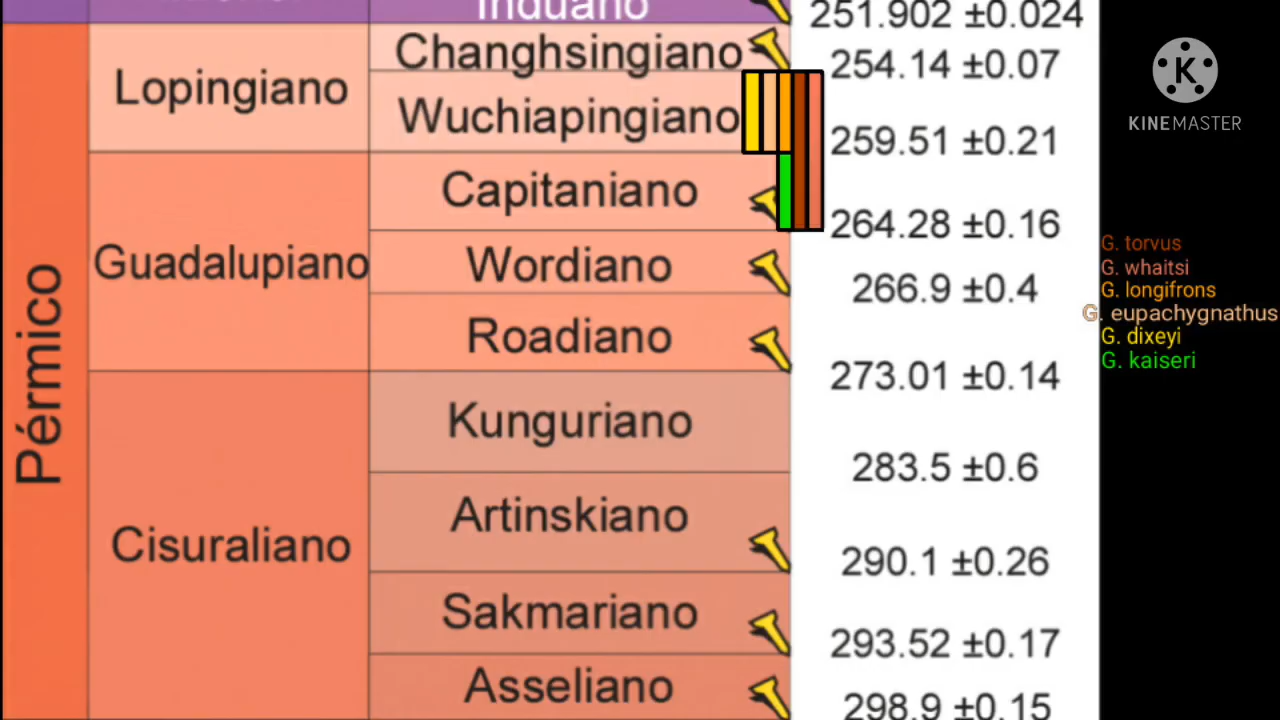 Induano
251.902 ±0.024
Pérmico
Lopingiano
Changhsingiano
254.14 ±0.07
Wuchiapingiano
259.51 ±0.21
Guadalupiano
Capitaniano
264.28 ±0.16
Wordiano
266.9 ±0.4
Roadiano
273.01 ±0.14
Cisuraliano
Kunguriano
283.5 ±0.6
Artinskiano
290.1 ±0.26
Sakmariano
293.52 ±0.17
Asseliano
298.9 ±0.15
K
KINEMASTER
G. torvus
G. whaitsi
G. longifrons
G. eupachygnathus
G. dixeyi
G. kaiseri